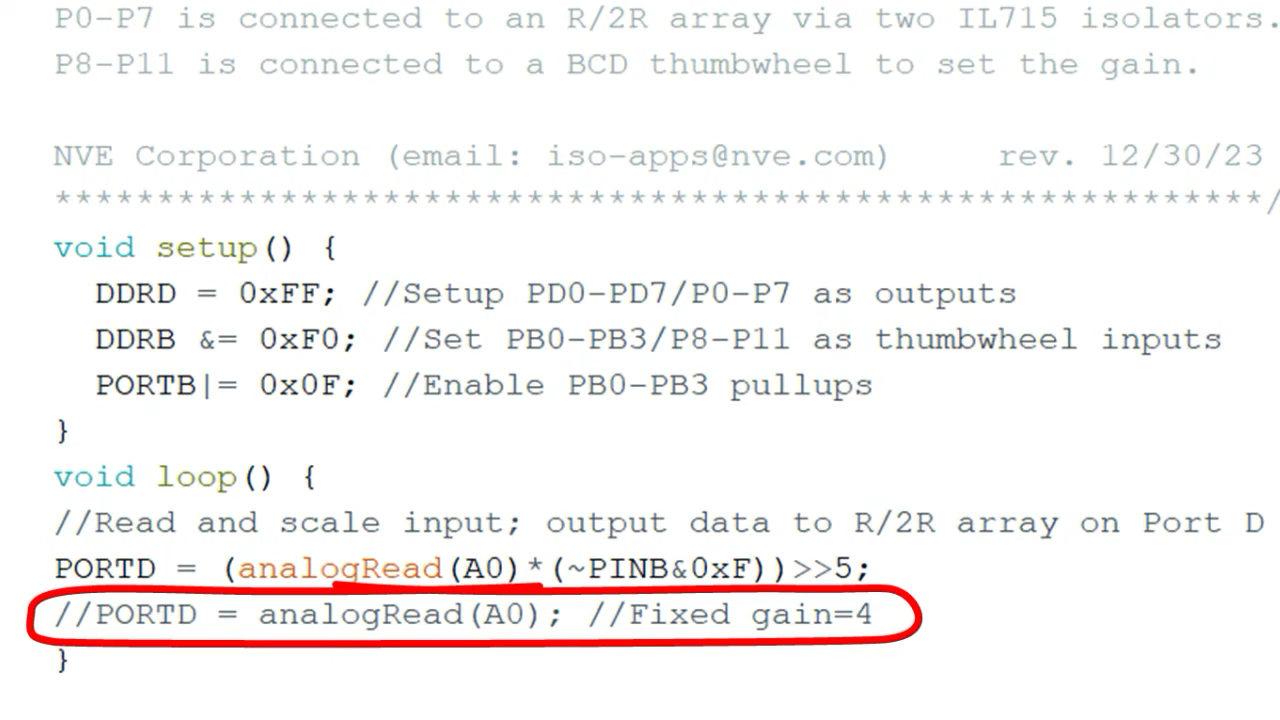 P0-P7 is connected to an R/2R array via two IL715 isolators.
P8-P11 is connected to a BCD thumbwheel to set the gain.
NVE Corporation (email: iso-apps@nve.com) rev. 12/30/23
***********************************************************/
void setup() {
DDRD = 0xFF; //Setup PD0-PD7/P0-P7 as outputs
DDRB &= 0xF0; //Set PB0-PB3/P8-P11 as thumbwheel inputs
PORTB|= 0x0F; //Enable PB0-PB3 pullups
}
void loop() {
//Read and scale input; output data to R/2R array on Port D
PORTD = (analogRead(A0)*(~PINB&0xF))>>5;
//PORTD = analogRead(A0); //Fixed gain=4
}